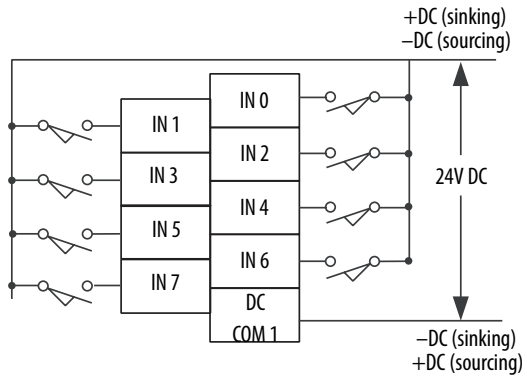 +DC (sinking)
−DC (sourcing)
IN 0
IN 1
IN 2
IN 3
24V DC
IN 4
IN 5
IN 6
IN 7
DC
COM 1
−DC (sinking)
+DC (sourcing)